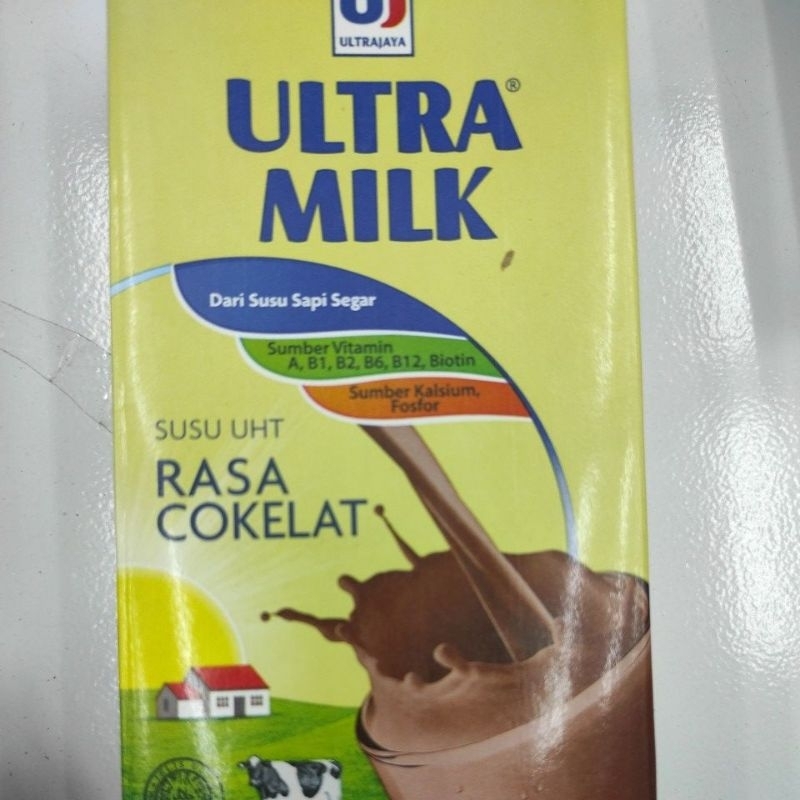 ULTRAJAYA
ULTRA®
MILK
Dari Susu Sapi Segar
Sumber Vitamin
A, B1, B2, B6, B12, Biotin
Sumber Kalsium,
Fosfor
SUSU UHT
RASA
COKELAT